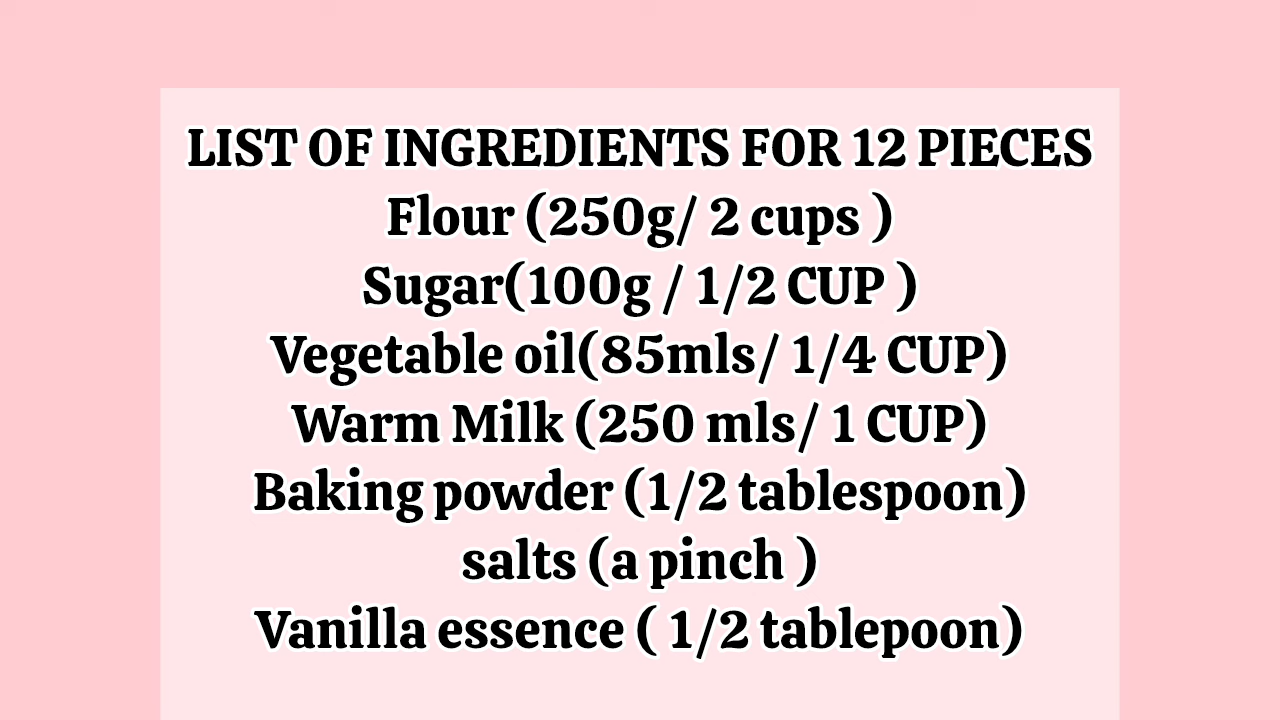 LIST OF INGREDIENTS FOR 12 PIECES
Flour (250g/ 2 cups )
Sugar(100g / 1/2 CUP )
Vegetable oil(85mls/ 1/4 CUP)
Warm Milk (250 mls/ 1 CUP)
Baking powder (1/2 tablespoon)
salts (a pinch )
Vanilla essence ( 1/2 tablepoon)